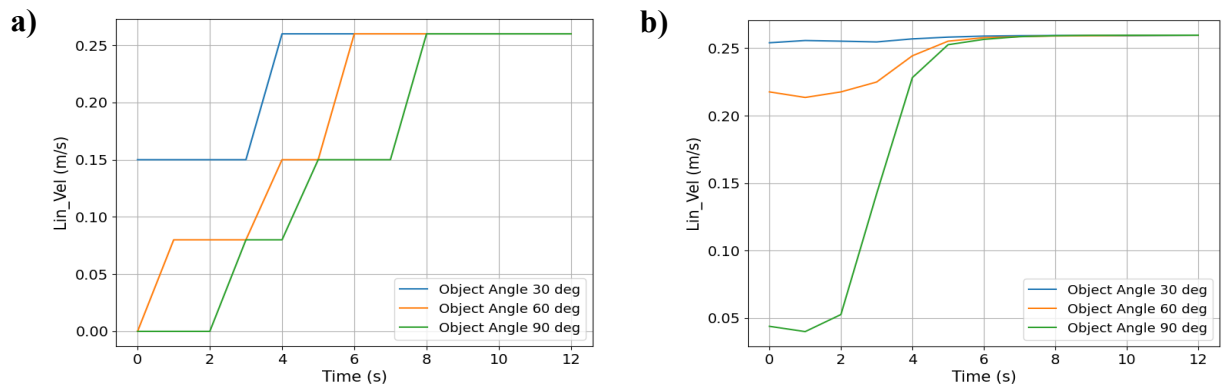 a)
Lin_Vel (m/s)
0.25
0.20
0.15
0.10
0.05
0.00
Object Angle 30 deg
Object Angle 60 deg
Object Angle 90 deg
0 2 4 6 8 10 12
Time (s)
b)
Lin_Vel (m/s)
0.25
0.20
0.15
0.10
0.05
Object Angle 30 deg
Object Angle 60 deg
Object Angle 90 deg
0 2 4 6 8 10 12
Time (s)